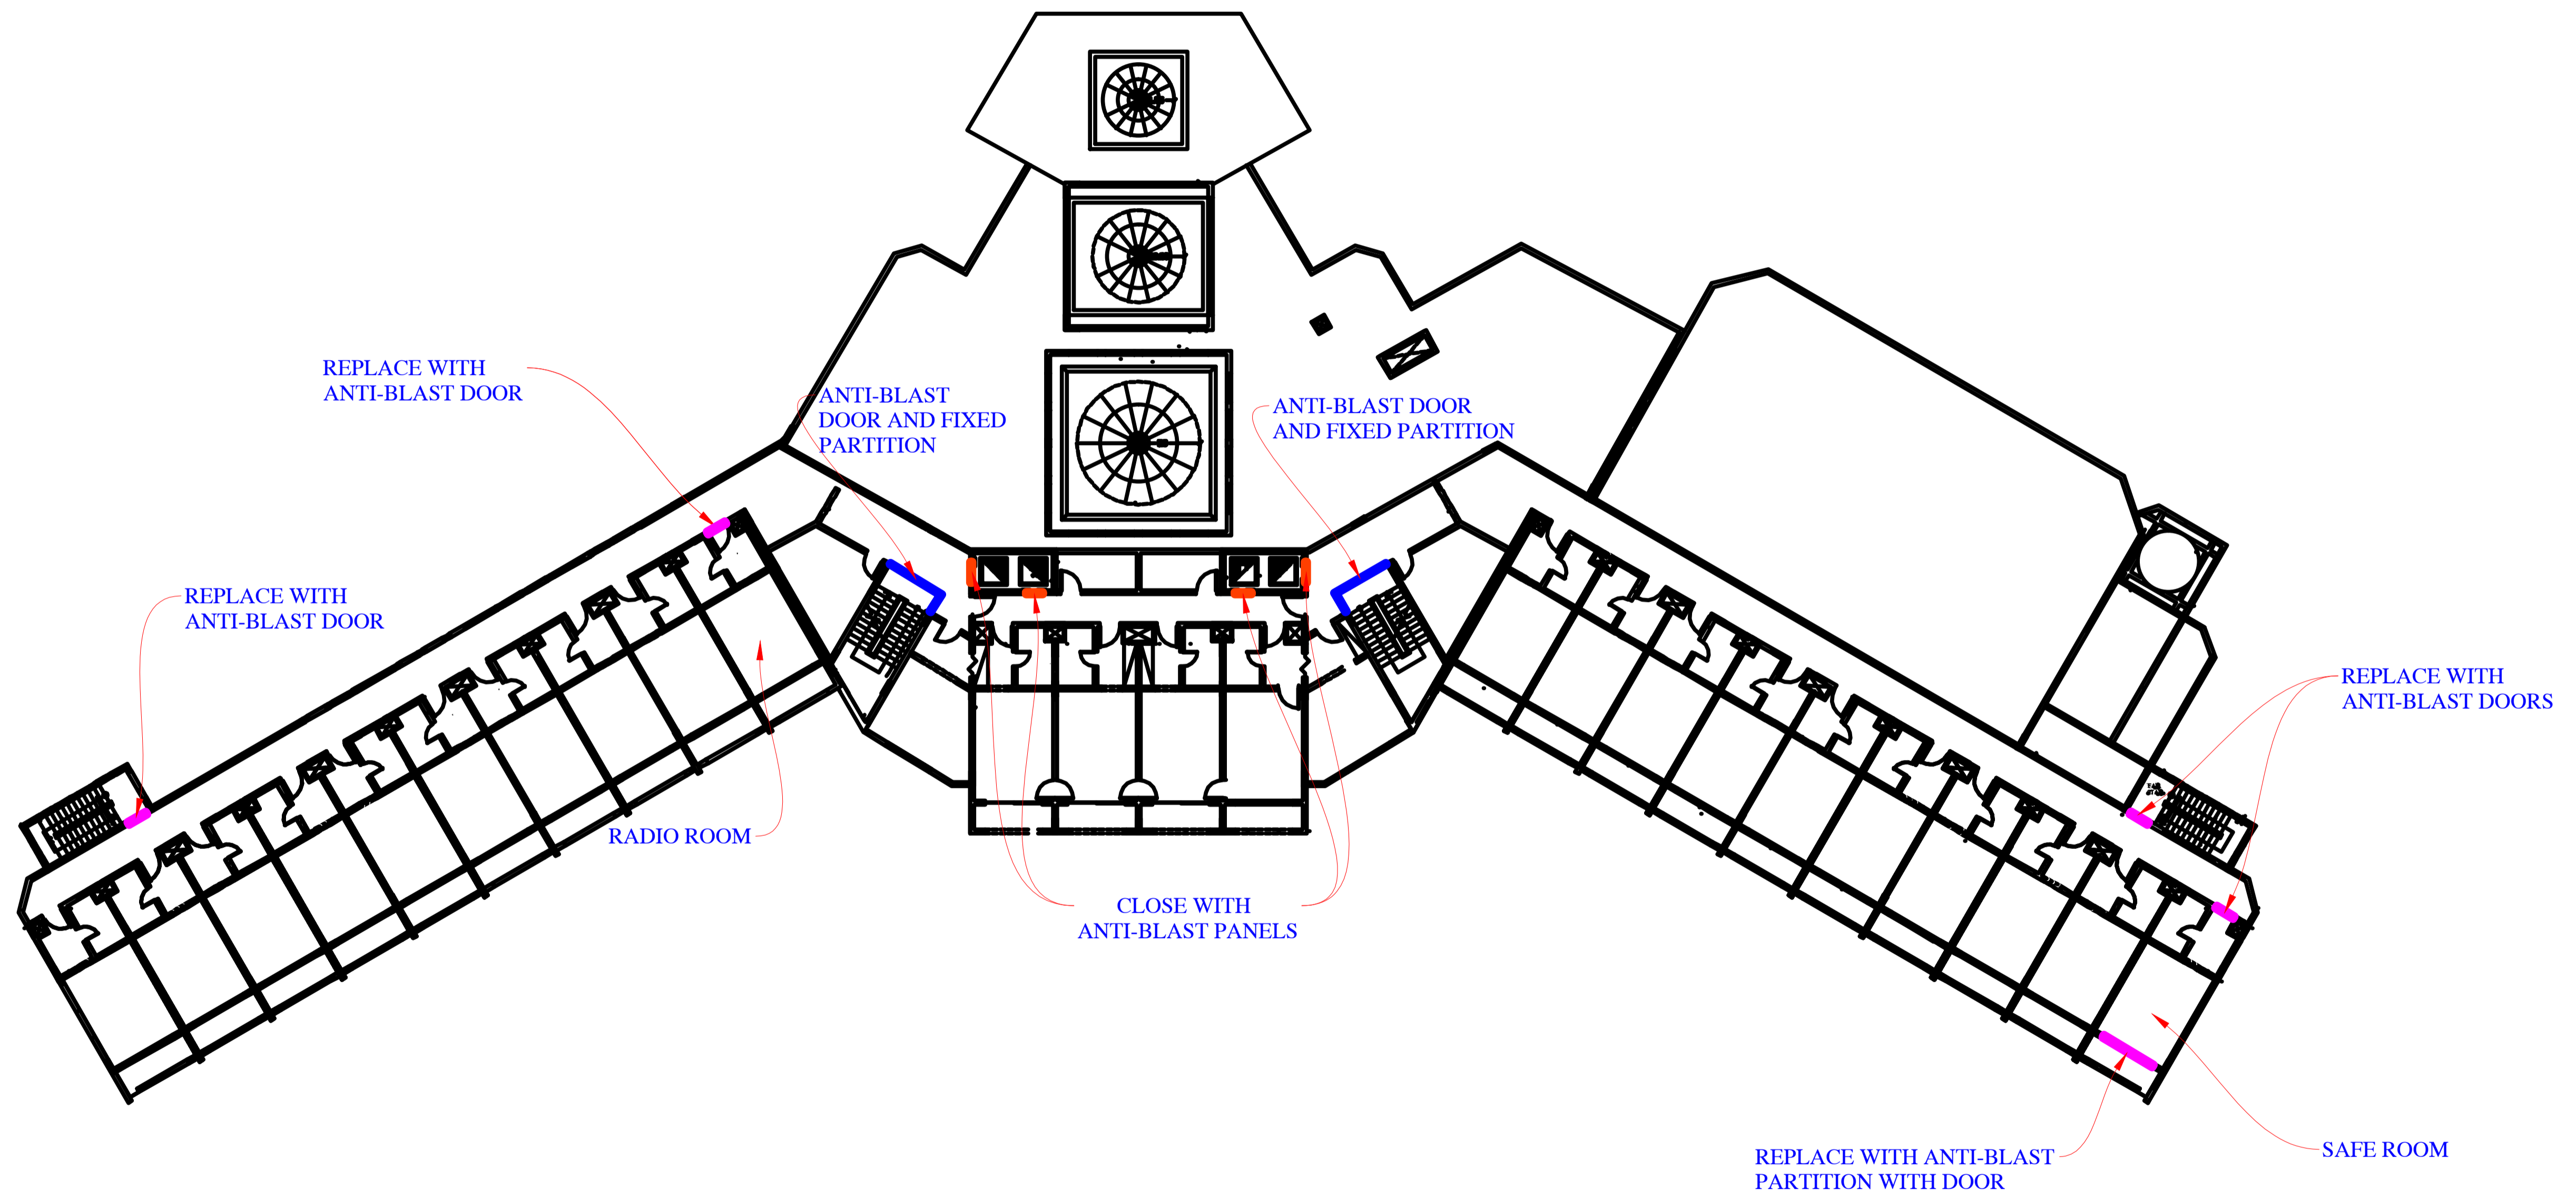 REPLACE WITH
ANTI-BLAST DOOR
ANTI-BLAST
DOOR AND FIXED
PARTITION
ANTI-BLAST DOOR
AND FIXED PARTITION
REPLACE WITH
ANTI-BLAST DOOR
REPLACE WITH
ANTI-BLAST DOORS
RADIO ROOM
CLOSE WITH
ANTI-BLAST PANELS
SAFE ROOM
REPLACE WITH ANTI-BLAST
PARTITION WITH DOOR